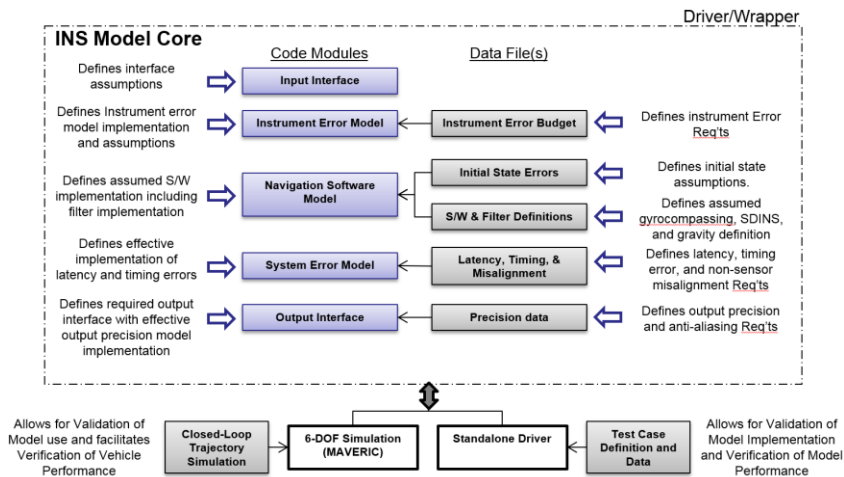 Driver/Wrapper
INS Model Core
Code Modules
Data File(s)
Defines interface
assumptions
Input Interface
Defines Instrument error
model implementation
and assumptions
Instrument Error Model
Instrument Error Budget
Defines instrument Error
Req'ts
Defines assumed S/W
implementation including
filter implementation
Navigation Software
Model
Initial State Errors
Defines initial state
assumptions.
S/W & Filter Definitions
Defines assumed
gyrocompassing, SDINS,
and gravity definition
Defines effective
implementation of
latency and timing errors
System Error Model
Latency, Timing, &
Misalignment
Defines latency, timing
error, and non-sensor
misalignment Req'ts
Defines required output
interface with effective
output precision model
implementation
Output Interface
Precision data
Defines output precision
and anti-aliasing Req'ts
Allows for Validation of
Model use and facilitates
Verification of Vehicle
Performance
Closed-Loop
Trajectory
Simulation
6-DOF Simulation
(MAVERIC)
Standalone Driver
Test Case
Definition and
Data
Allows for Validation of
Model Implementation
and Verification of Model
Performance